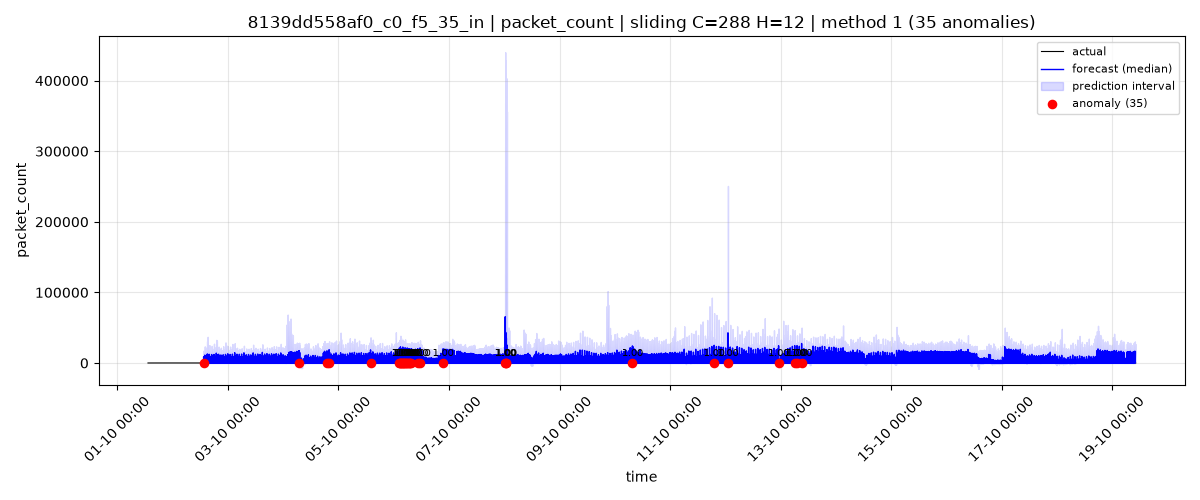 8139dd558af0_c0_f5_35_in | packet_count | sliding C=288 H=12 | method 1 (35 anomalies)
actual
forecast (median)
prediction interval
anomaly (35)
packet_count
400000
300000
200000
100000
0
01-10 00:00
03-10 00:00
05-10 00:00
07-10 00:00
09-10 00:00
11-10 00:00
13-10 00:00
15-10 00:00
17-10 00:00
19-10 00:00
time